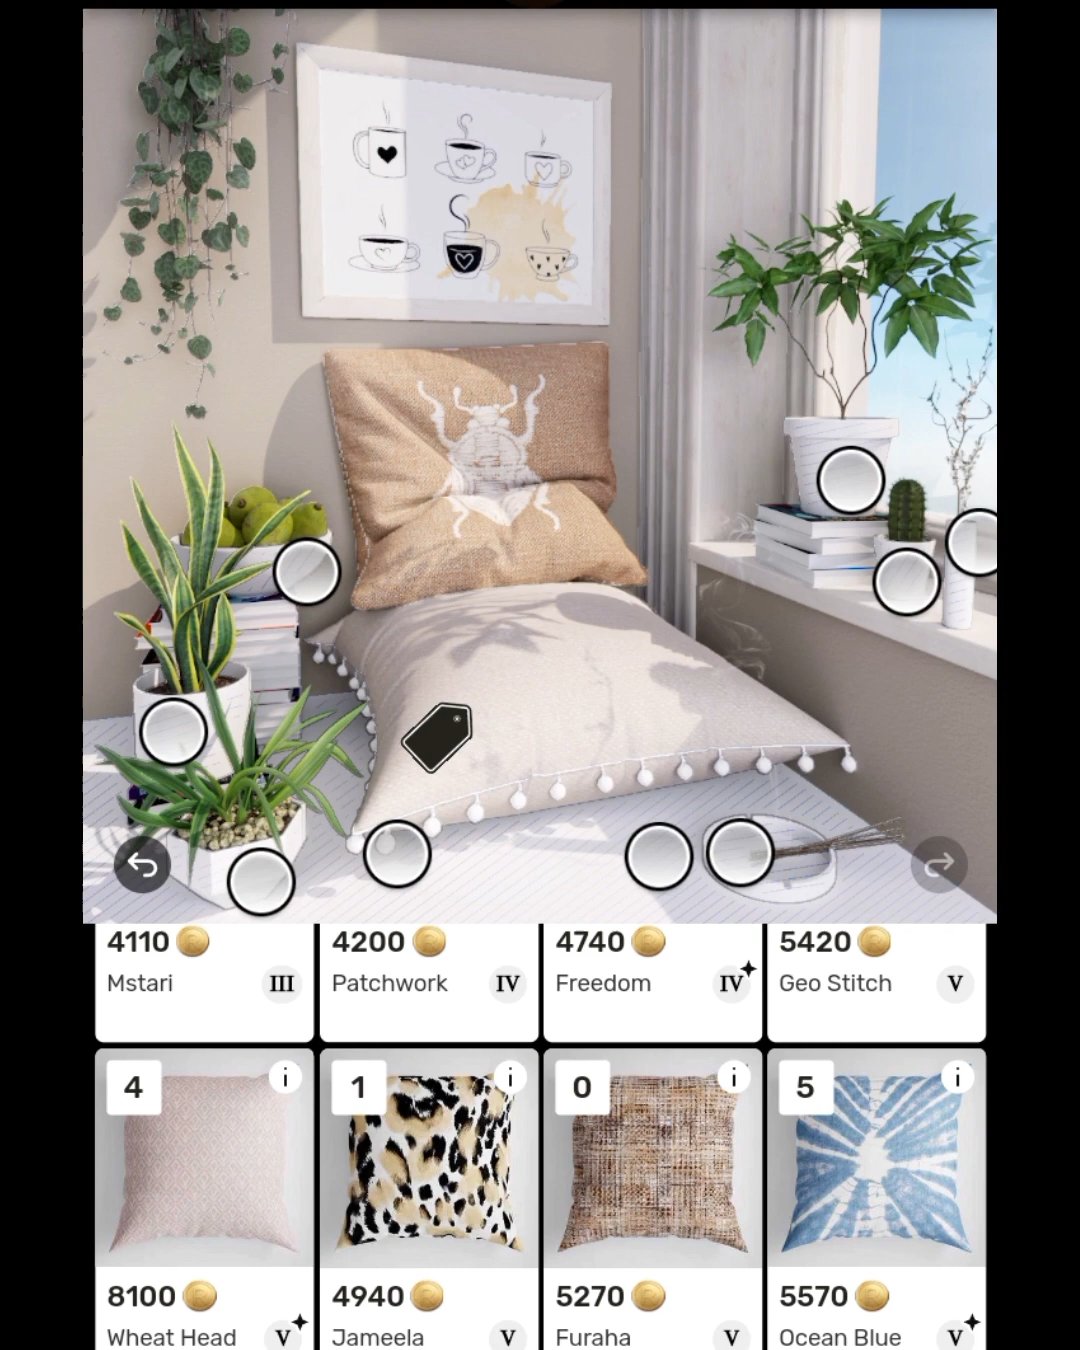 4110
4200
4740
5420
Mstari III
Patchwork IV
Freedom IV
Geo Stitch V
4 i
1 i
0 i
5 i
8100
4940
5270
5570
Wheat Head V
Jameela V
Furaha V
Ocean Blue V